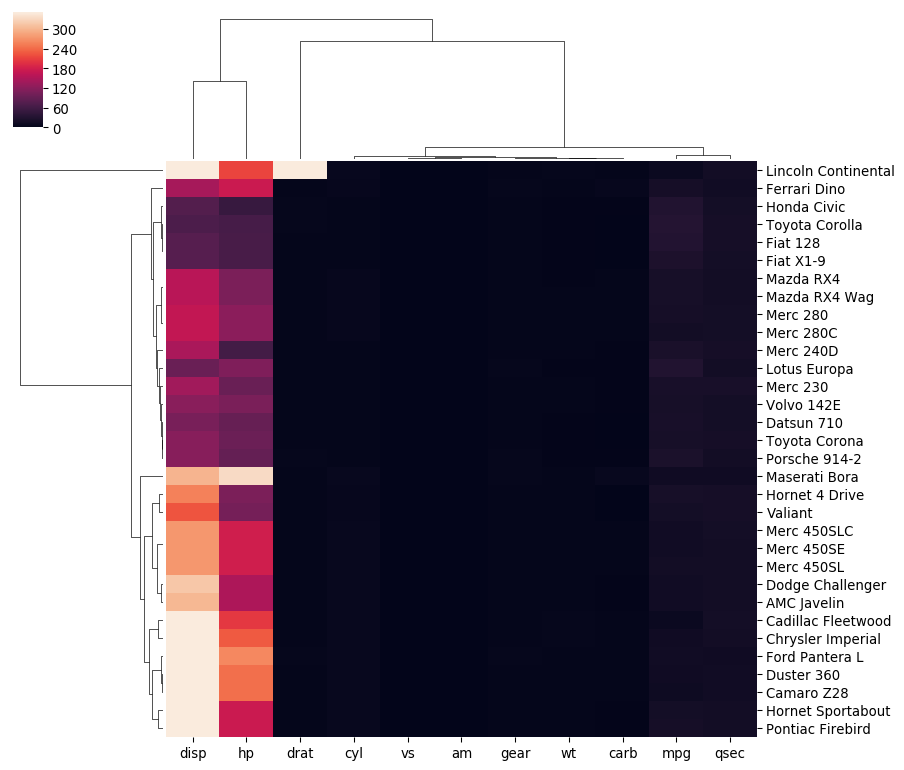 300
240
180
120
60
0
Lincoln Continental
Ferrari Dino
Honda Civic
Toyota Corolla
Fiat 128
Fiat X1-9
Mazda RX4
Mazda RX4 Wag
Merc 280
Merc 280C
Merc 240D
Lotus Europa
Merc 230
Volvo 142E
Datsun 710
Toyota Corona
Porsche 914-2
Maserati Bora
Hornet 4 Drive
Valiant
Merc 450SLC
Merc 450SE
Merc 450SL
Dodge Challenger
AMC Javelin
Cadillac Fleetwood
Chrysler Imperial
Ford Pantera L
Duster 360
Camaro Z28
Hornet Sportabout
Pontiac Firebird
disp hp drat cyl vs am gear wt carb mpg qsec